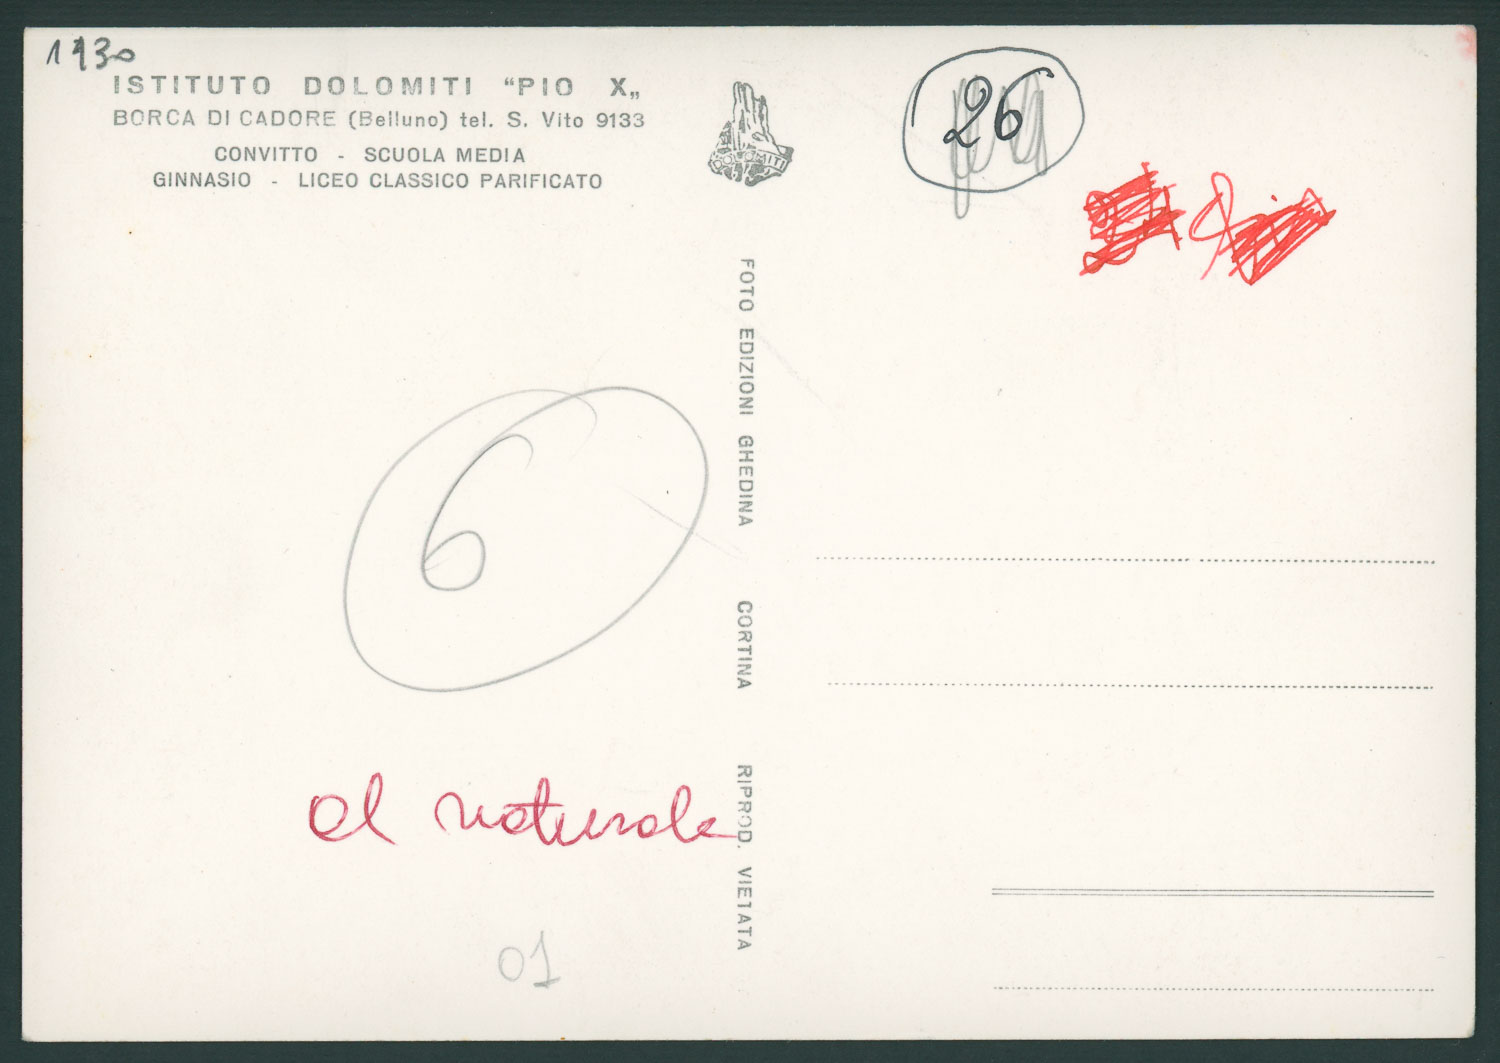 1930
ISTITUTO DOLOMITI “PIO X„
BORCA DI CADORE (Belluno) tel. S. Vito 9133
CONVITTO - SCUOLA MEDIA
GINNASIO - LICEO CLASSICO PARIFICATO
DOLOMITI
26
FOTO EDIZIONI GHEDINA CORTINA RIPROD. VIETATA
6
al naturale
01